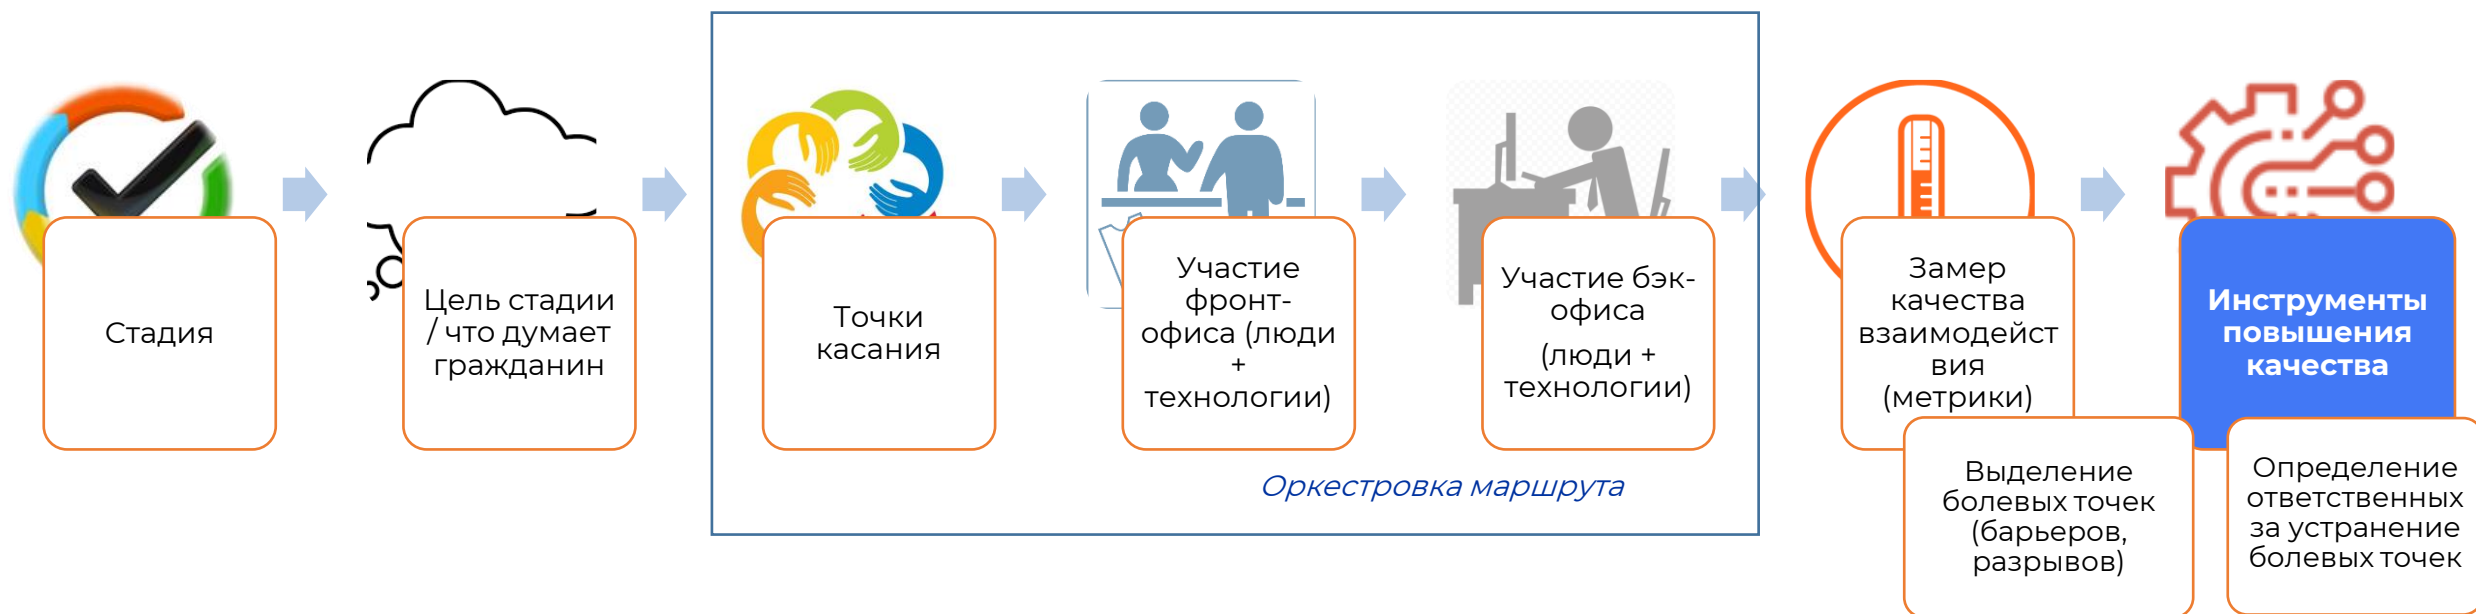 Стадия
Цель стадии
/ что думает
гражданин
Точки
касания
Участие
фронт-
офиса (люди
+
технологии)
Участие бэк-
офиса
(люди +
технологии)
Оркестровка маршрута
Замер
качества
взаимодейст
вия
(метрики)
Выделение
болевых точек
(барьеров,
разрывов)
Инструменты
повышения
качества
Определение
ответственных
за устранение
болевых точек